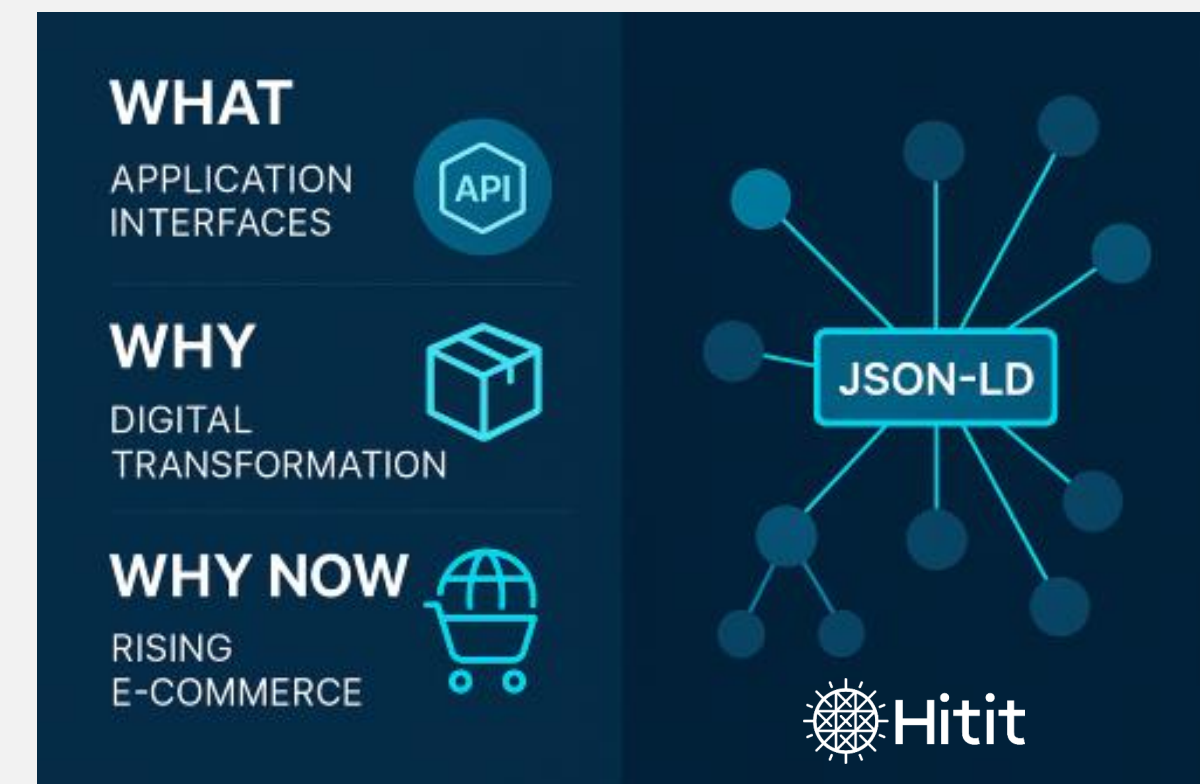 WHAT
APPLICATION
INTERFACES
API
WHY
DIGITAL
TRANSFORMATION
WHY NOW
RISING
E-COMMERCE
JSON-LD
Hitit